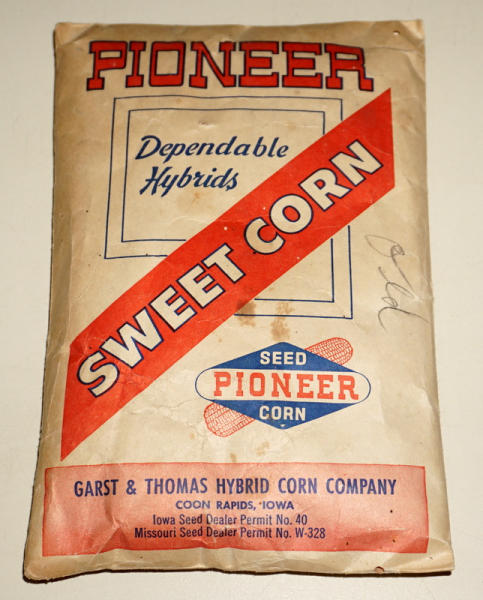 PIONEER
Dependable
Hybrids
SWEET CORN
Old
SEED
PIONEER
CORN
GARST & THOMAS HYBRID CORN COMPANY
COON RAPIDS, IOWA
Iowa Seed Dealer Permit No. 40
Missouri Seed Dealer Permit No. W-328